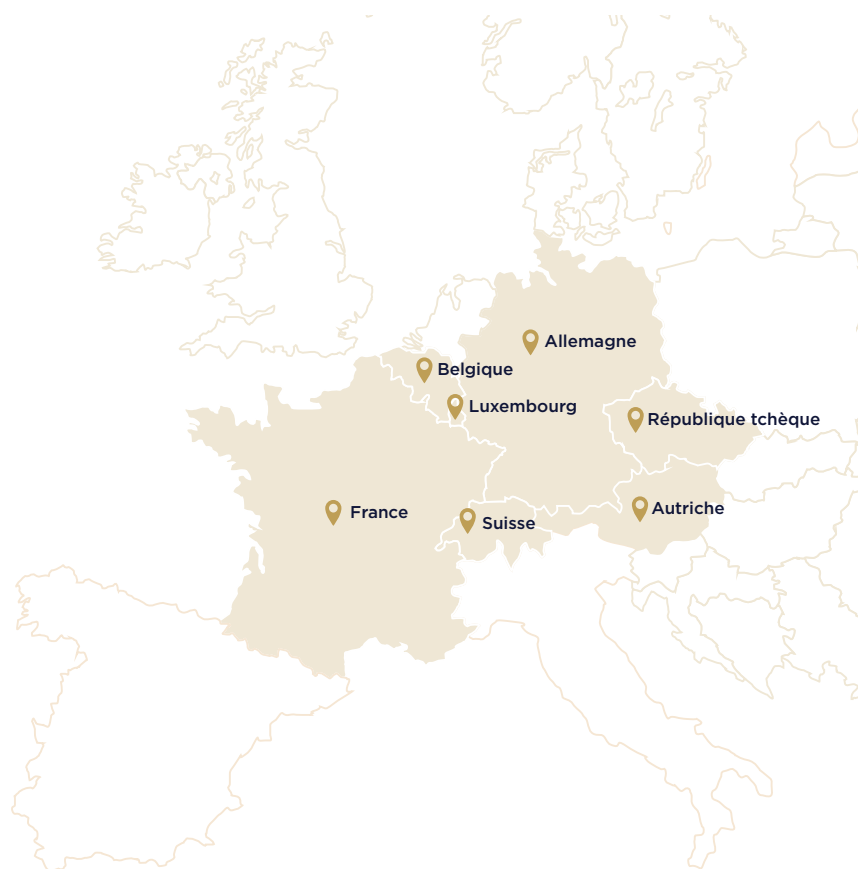 Allemagne
Belgique
Luxembourg
République tchèque
Autriche
France
Suisse